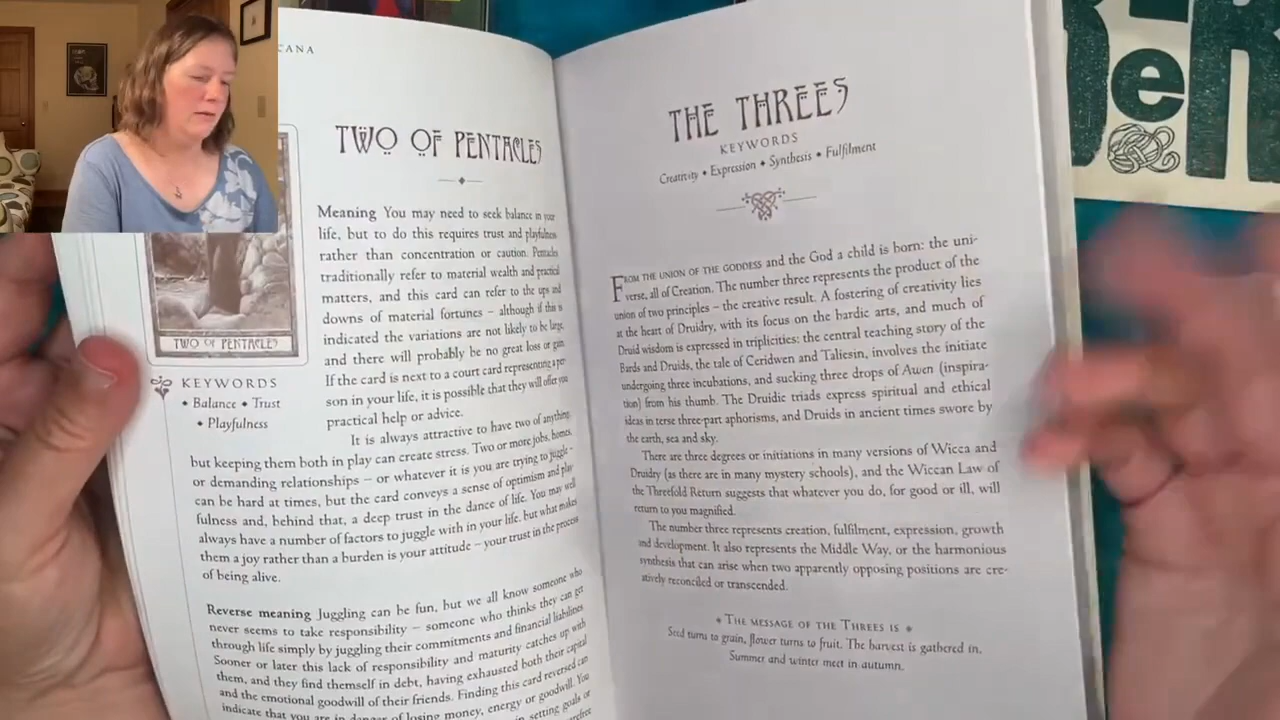 CANA
TWO OF PENTACLES
Meaning You may need to seek balance in your
life, but to do this requires trust and playfulness
rather than concentration or caution. Pentacles
traditionally refer to material wealth and practical
matters, and this card can refer to the ups and
downs of material fortunes – although if this is
indicated the variations are not likely to be large,
and there will probably be no great loss or gain.
If the card is next to a court card representing a per-
son in your life, it is possible that they will offer you
practical help or advice.
TWO OF PENTACLES
KEYWORDS
• Balance • Trust
• Playfulness
It is always attractive to have two of anything,
but keeping them both in play can create stress. Two or more jobs, homes,
or demanding relationships – or whatever it is you are trying to juggle –
can be hard at times, but the card conveys a sense of optimism and play
fulness and, behind that, a deep trust in the dance of life. You may well
always have a number of factors to juggle with in your life, but what makes
them a joy rather than a burden is your attitude – your trust in the process
of being alive.
Reverse meaning Juggling can be fun, but we all know someone who
never seems to take responsibility – someone who thinks they can get
through life simply by juggling their commitments and financial liabilities.
Sooner or later this lack of responsibility and maturity catches up with
them, and they find themselves in debt, having exhausted both their capital
and the emotional goodwill of their friends. Finding this card reversed can
indicate that you are in danger of losing money, energy or goodwill. You
in setting goals or
THE THREES
KEYWORDS
Creativity • Expression • Synthesis • Fulfilment
FROM THE UNION OF THE GODDESS and the God a child is born: the uni-
verse, all of Creation. The number three represents the product of the
union of two principles – the creative result. A fostering of creativity lies
at the heart of Druidry, with its focus on the bardic arts, and much of
Druid wisdom is expressed in triplicities: the central teaching story of the
Bards and Druids, the tale of Ceridwen and Taliesin, involves the initiate
undergoing three incubations, and sucking three drops of Awen (inspira-
tion) from his thumb. The Druidic triads express spiritual and ethical
ideas in terse three-part aphorisms, and Druids in ancient times swore by
the earth, sea and sky.
There are three degrees or initiations in many versions of Wicca and
Druidry (as there are in many mystery schools), and the Wiccan Law of
the Threefold Return suggests that whatever you do, for good or ill, will
return to you magnified.
The number three represents creation, fulfilment, expression, growth
and development. It also represents the Middle Way, or the harmonious
synthesis that can arise when two apparently opposing positions are cre-
atively reconciled or transcended.
• THE MESSAGE OF THE THREES IS •
Seed turns to grain, flower turns to fruit. The harvest is gathered in.
Summer and winter meet in autumn.